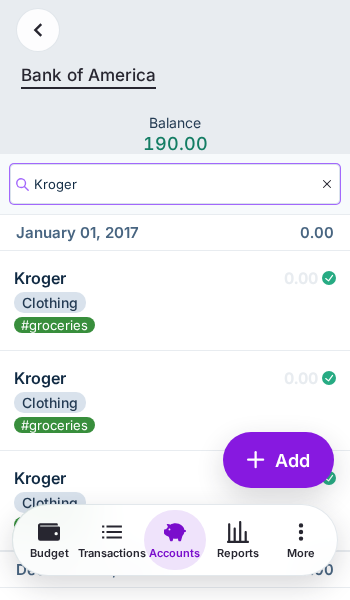 Bank of America
Balance
190.00
Kroger
January 01, 2017 0.00
Kroger 0.00
Clothing
#groceries
Kroger 0.00
Clothing
#groceries
Add
Kroger
Clothing
Budget Transactions Accounts Reports More